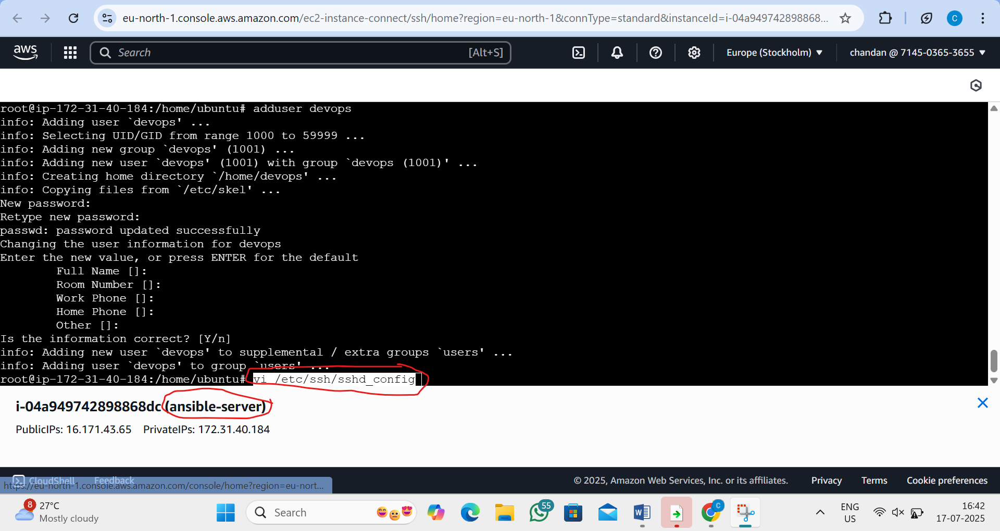 eu-north-1.console.aws.amazon.com/ec2-instance-connect/ssh/home?region=eu-north-1&connType=standard&instanceId=i-04a949742898868...
C
aws
Search
[Alt+S]
Europe (Stockholm) ▼
chandan @ 7145-0365-3655 ▼
root@ip-172-31-40-184:/home/ubuntu# adduser devops
info: Adding user `devops' ...
info: Selecting UID/GID from range 1000 to 59999 ...
info: Adding new group `devops' (1001) ...
info: Adding new user `devops' (1001) with group `devops (1001)' ...
info: Creating home directory `/home/devops' ...
info: Copying files from `/etc/skel' ...
New password:
Retype new password:
passwd: password updated successfully
Changing the user information for devops
Enter the new value, or press ENTER for the default
Full Name []:
Room Number []:
Work Phone []:
Home Phone []:
Other []:
Is the information correct? [Y/n]
info: Adding new user `devops' to supplemental / extra groups `users' ...
info: Adding user `devops' to group `users' ...
root@ip-172-31-40-184:/home/ubuntu# vi /etc/ssh/sshd_config
i-04a949742898868dc (ansible-server)
PublicIPs: 16.171.43.65 PrivateIPs: 172.31.40.184
CloudShell Feedback
https://eu-north-1.console.aws.amazon.com/console/home?region=eu-nort...
© 2025, Amazon Web Services, Inc. or its affiliates. Privacy Terms Cookie preferences
8
27°C
Mostly cloudy
Search
55
W
C
ENG
US
16:42
17-07-2025